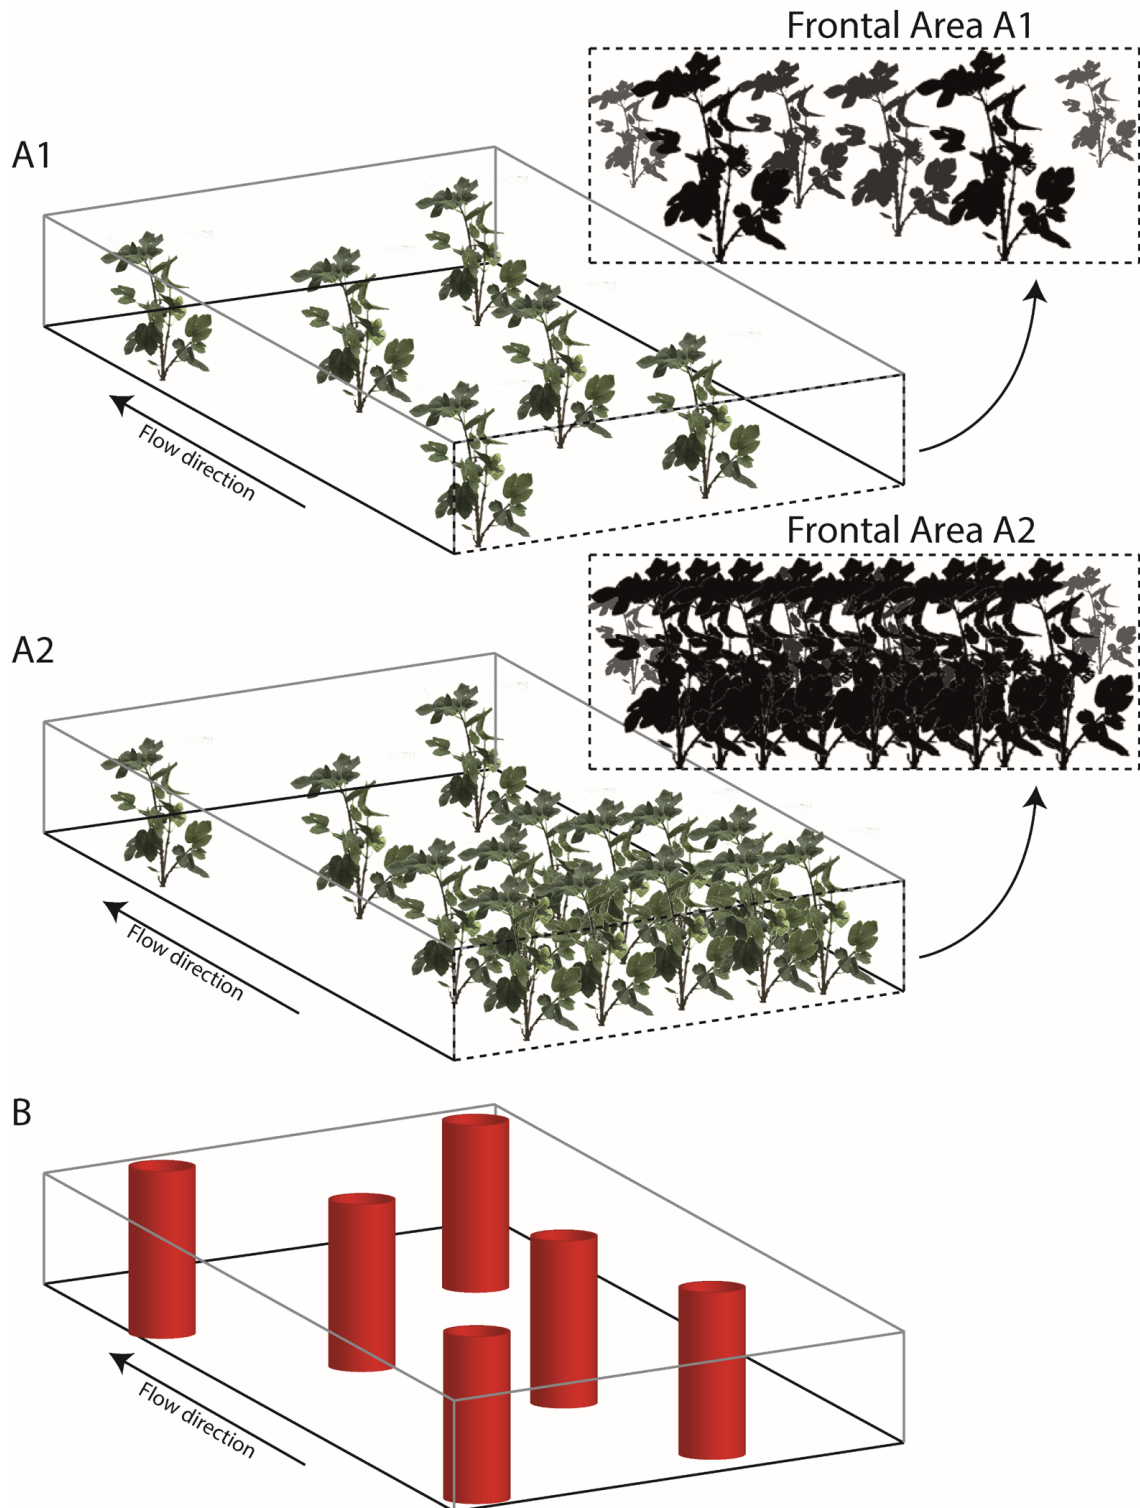 Frontal Area A1
A1
Flow direction
Frontal Area A2
A2
Flow direction
B
Flow direction